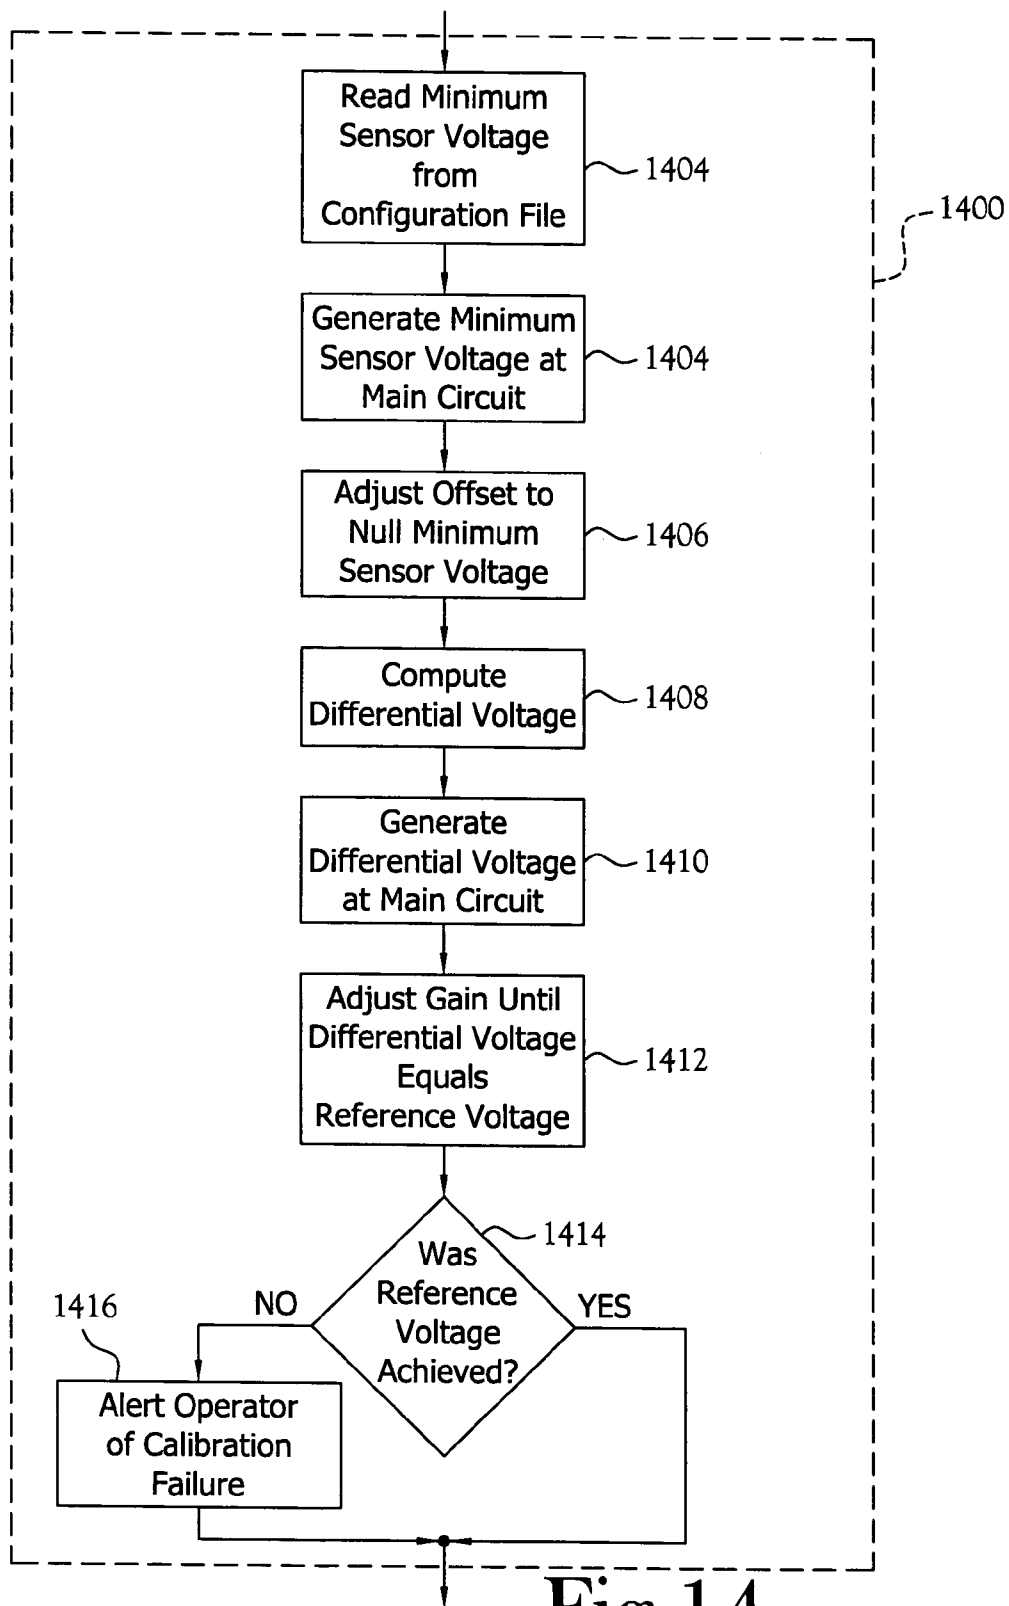 Read Minimum
Sensor Voltage
from
Configuration File
1404
1400
Generate Minimum
Sensor Voltage at
Main Circuit
1404
Adjust Offset to
Null Minimum
Sensor Voltage
1406
Compute
Differential Voltage
1408
Generate
Differential Voltage
at Main Circuit
1410
Adjust Gain Until
Differential Voltage
Equals
Reference Voltage
1412
1414
Was
Reference
Voltage
Achieved?
NO
YES
1416
Alert Operator
of Calibration
Failure
Fig.14